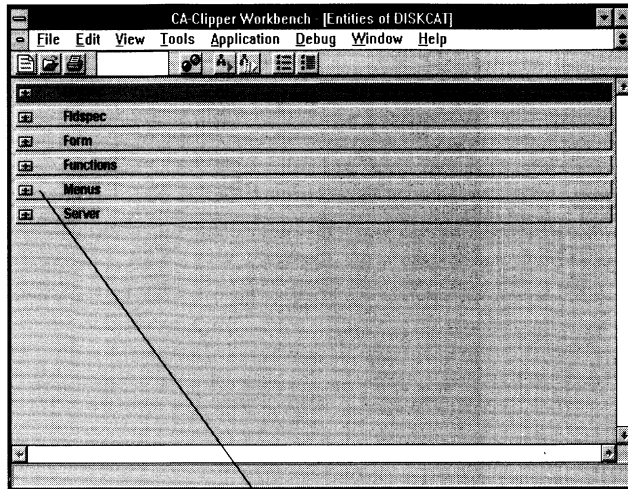 CA-Clipper Workbench - [Entities of DISKCAT]
File Edit View Tools Application Debug Window Help
Fldspec
Form
Functions
Menus
Server